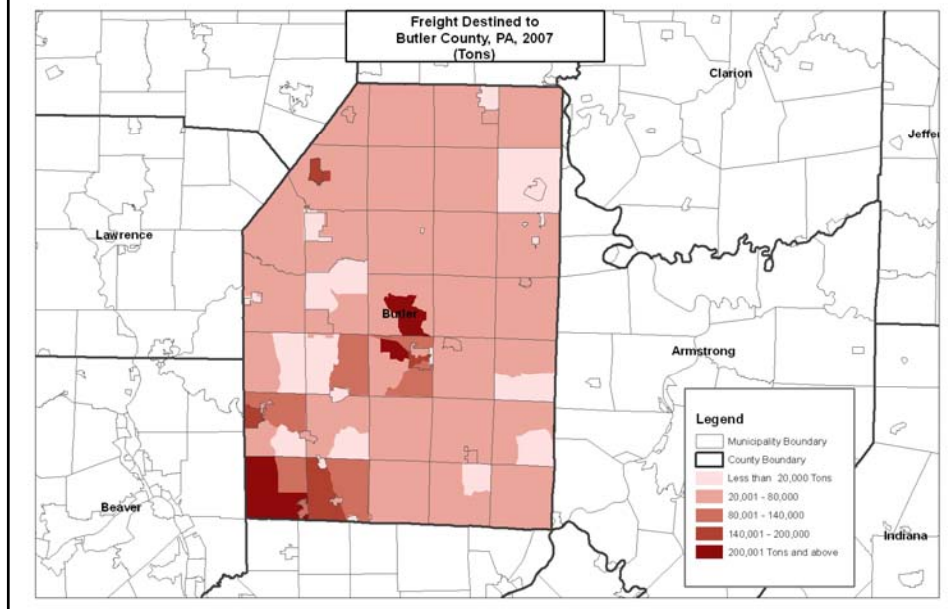 Freight Destined to
Butler County, PA, 2007
(Tons)
Clarion
Jeffer
Lawrence
Butler
Armstrong
Legend
Municipality Boundary
County Boundary
Less than 20,000 Tons
20,001 - 80,000
80,001 - 140,000
140,001 - 200,000
200,001 Tons and above
Beaver
Indiana